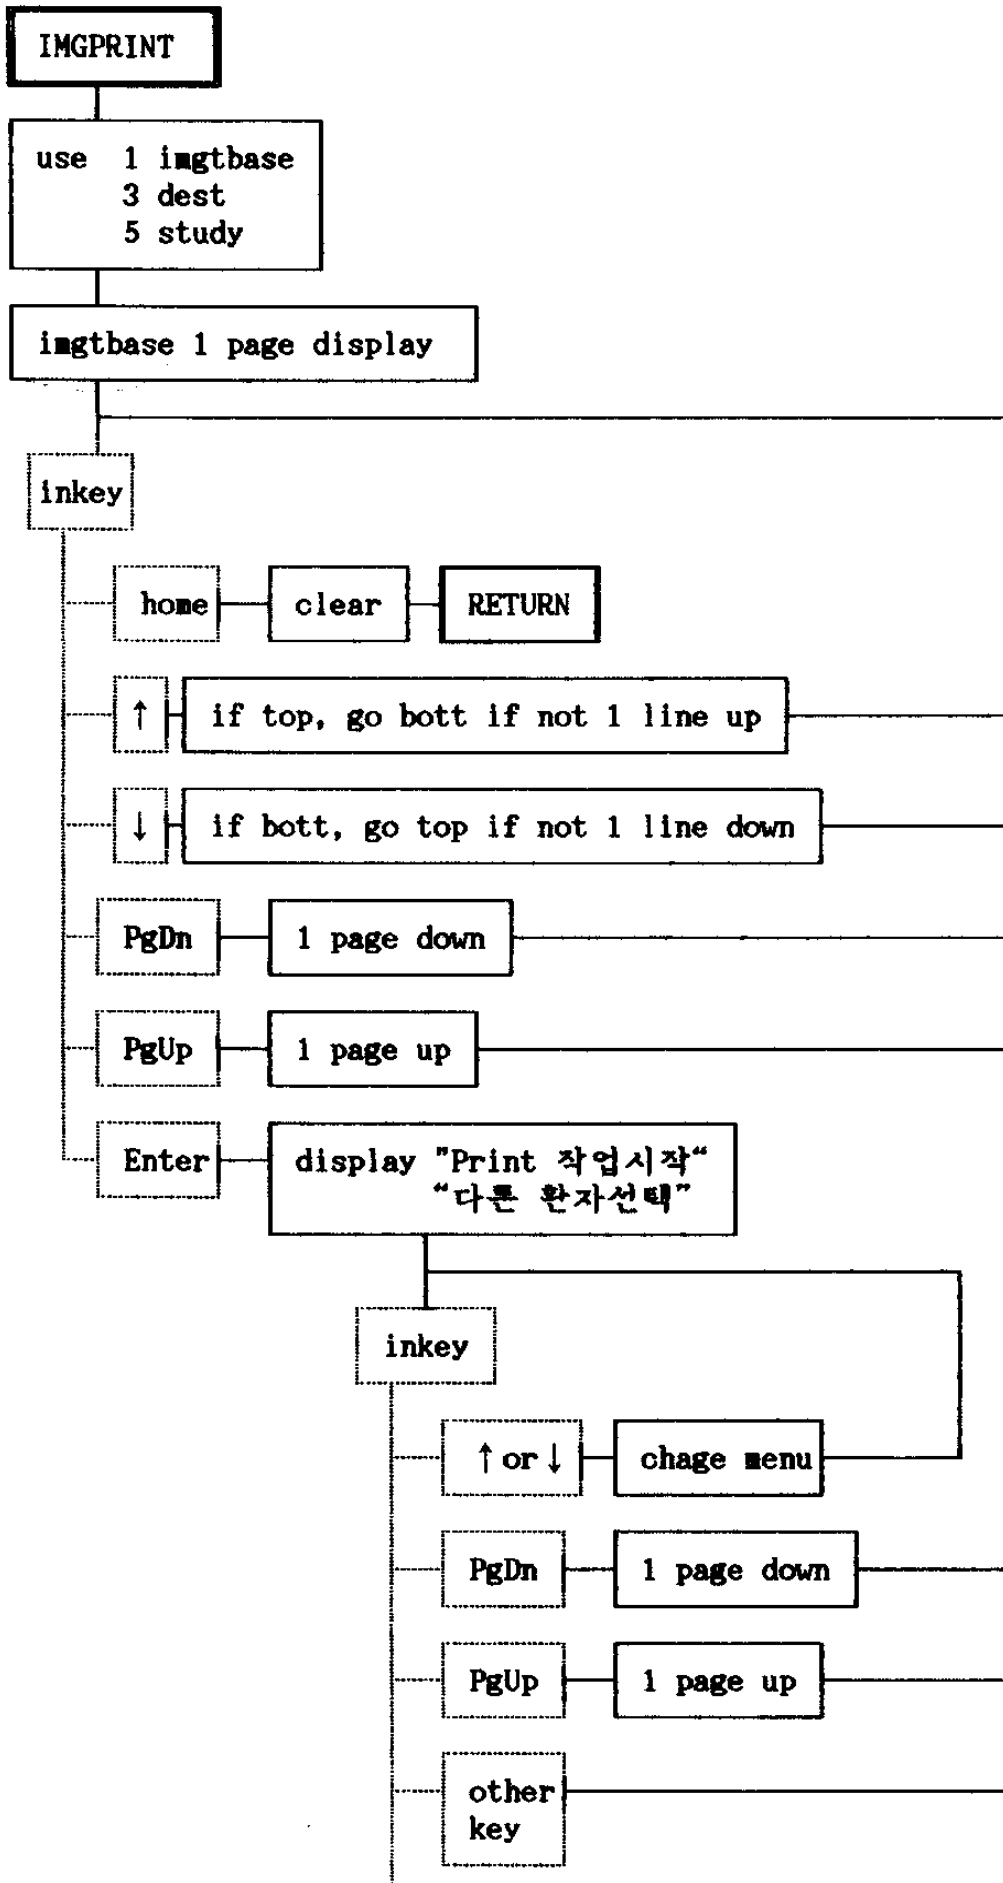 IMGPRINT
use 1 imgtbase
3 dest
5 study
imgtbase 1 page display
inkey
home clear RETURN
↑ if top, go bott if not 1 line up
↓ if bott, go top if not 1 line down
PgDn 1 page down
PgUp 1 page up
Enter display "Print 작업시작“
“다른 환자선택”
inkey
↑ or ↓ chage menu
PgDn 1 page down
PgUp 1 page up
other
key